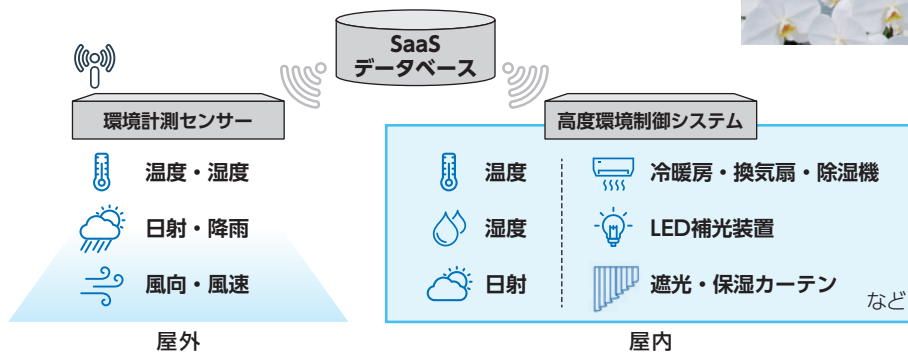 SaaS
データベース
環境計測センサー
温度・湿度
日射・降雨
風向・風速
屋外
高度環境制御システム
温度
冷暖房・換気扇・除湿機
湿度
LED補光装置
日射
遮光・保湿カーテン
など
屋内